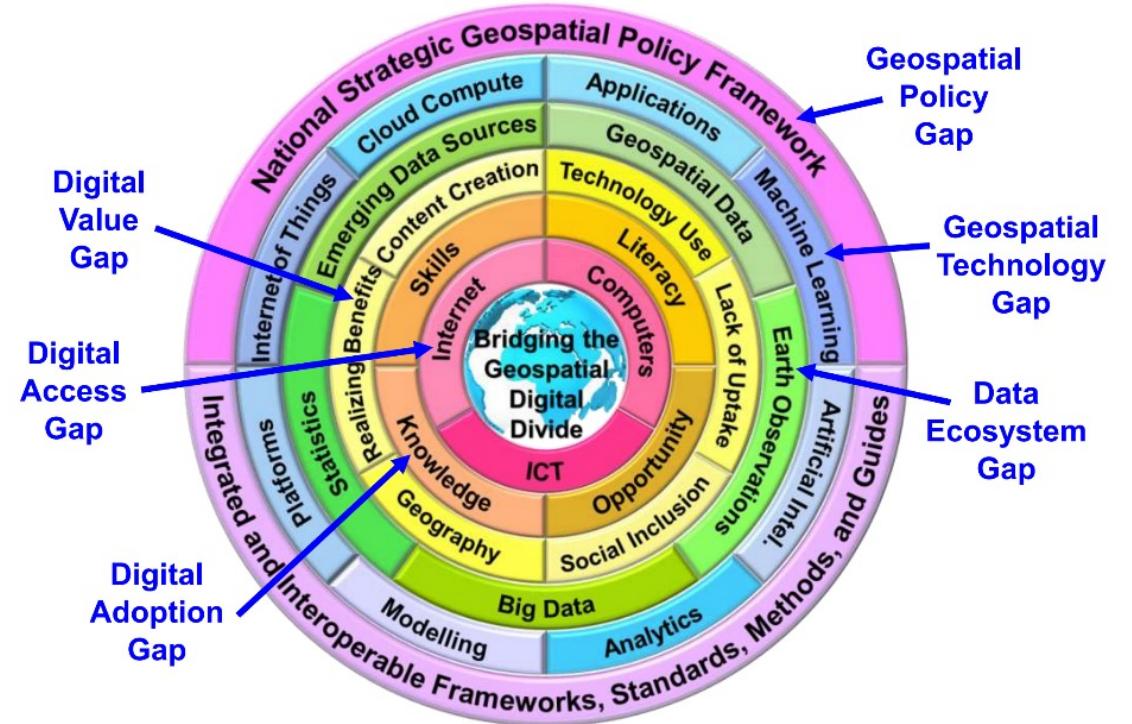 National Strategic Geospatial Policy Framework
Geospatial
Policy
Gap
Cloud Compute
Applications
Internet of Things
Machine Learning
Emerging Data Sources
Geospatial Data
Content Creation
Technology Use
Digital
Value
Gap
Geospatial
Technology
Gap
Skills
Literacy
Realizing Benefits
Lack of Uptake
Internet
Computers
Bridging the
Geospatial
Digital
Divide
Digital
Access
Gap
Data
Ecosystem
Gap
Earth Observations
Statistics
Platforms
Artificial Intel.
Knowledge
Opportunity
ICT
Geography
Social Inclusion
Digital
Adoption
Gap
Big Data
Modelling
Analytics
Integrated and Interoperable Frameworks, Standards, Methods, and Guides